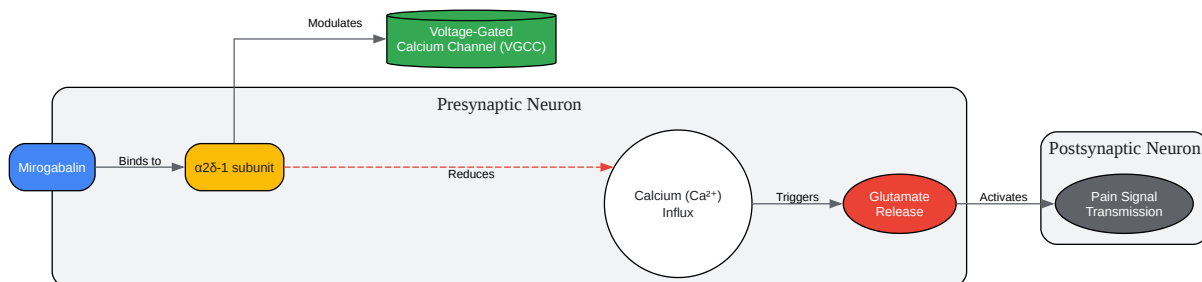 Modulates
Voltage-Gated
Calcium Channel (VGCC)
Presynaptic Neuron
Mirogabalin
Binds to
α2δ-1 subunit
Reduces
Calcium (Ca²⁺)
Influx
Triggers
Glutamate
Release
Activates
Postsynaptic Neuron
Pain Signal
Transmission